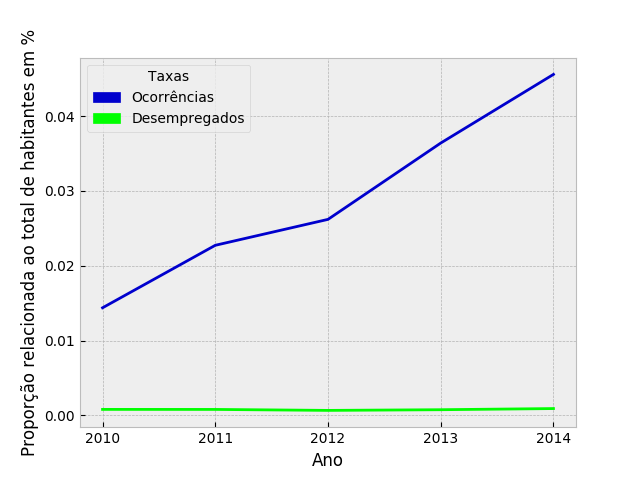 Proporção relacionada ao total de habitantes em %
Taxas
Ocorrências
Desempregados
0.04
0.03
0.02
0.01
0.00
2010 2011 2012 2013 2014
Ano